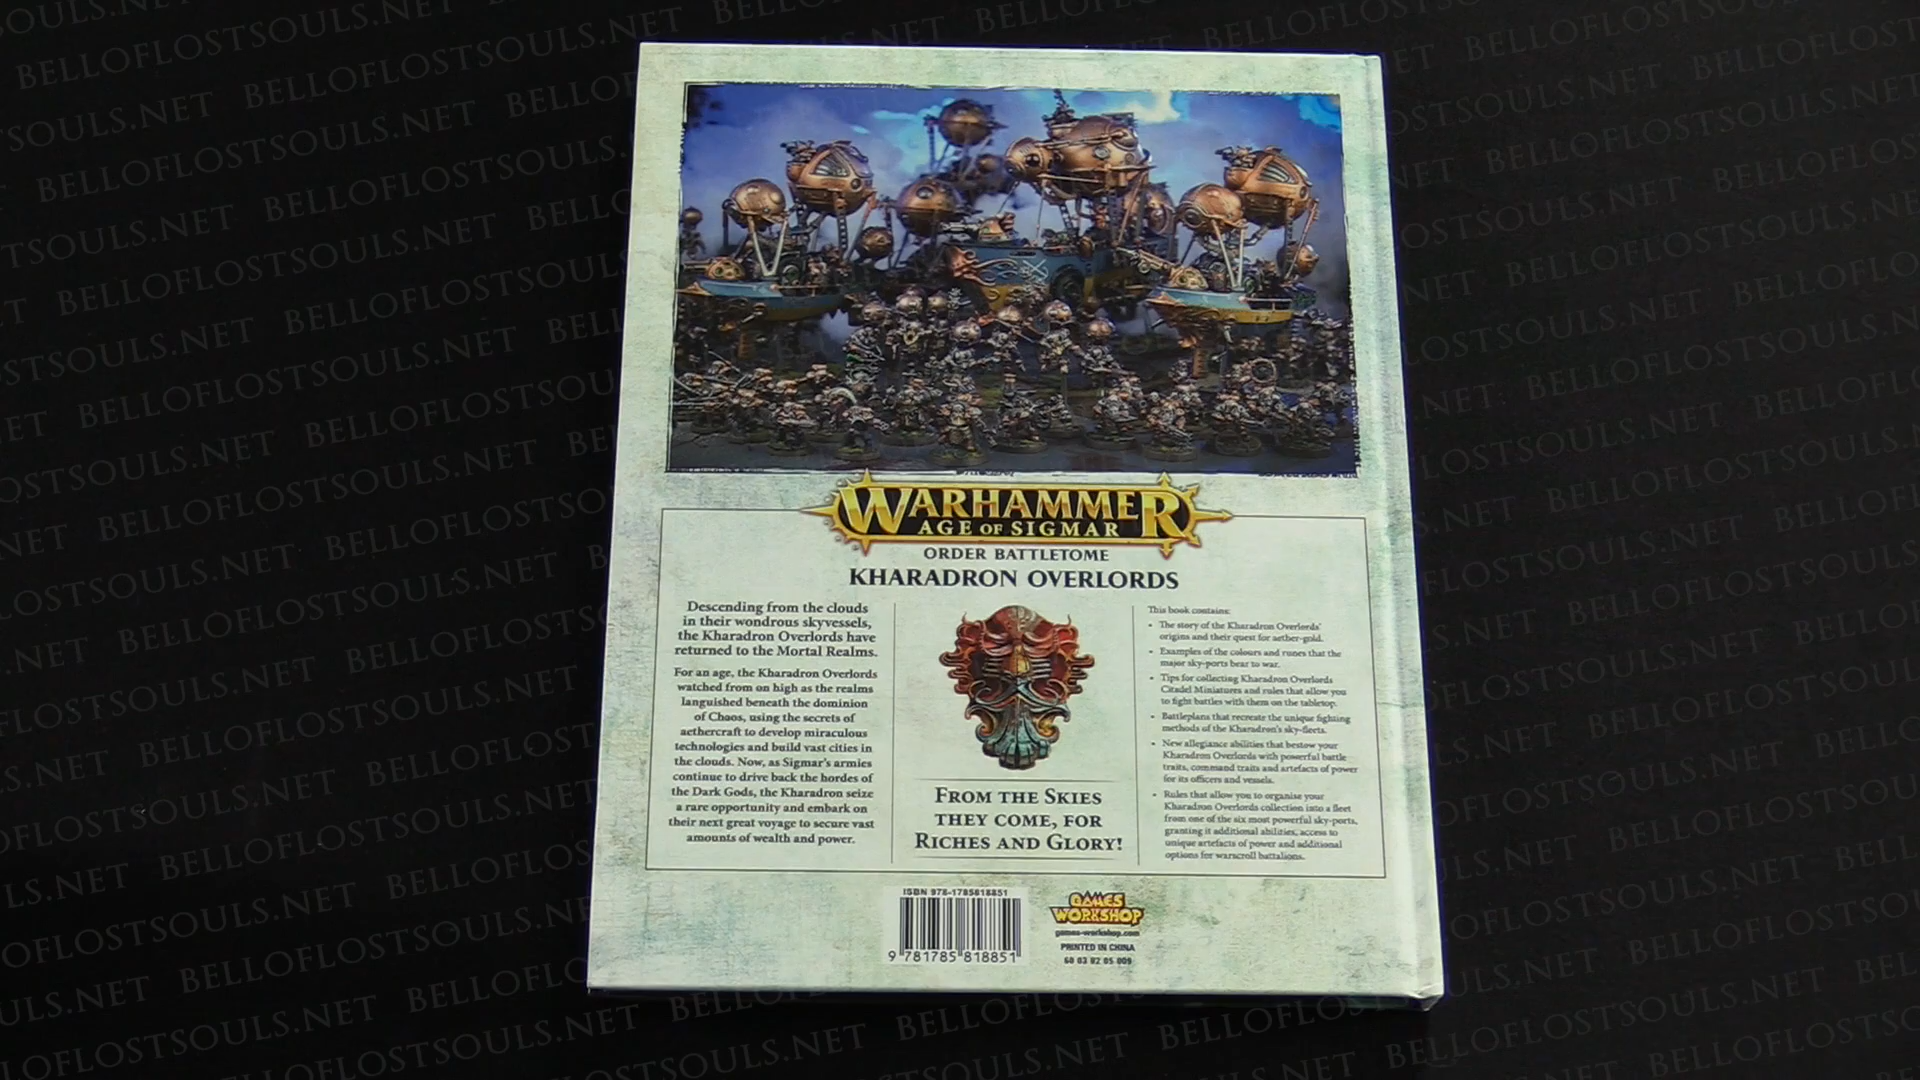 WARHAMMER
AGE OF SIGMAR
ORDER BATTLETOME
KHARADRON OVERLORDS
Descending from the clouds
in their wondrous skyvessels,
the Kharadron Overlords have
returned to the Mortal Realms.
For an age, the Kharadron Overlords
watched from on high as the realms
languished beneath the dominion
of Chaos, using the secrets of
aethercraft to develop miraculous
technologies and build vast cities in
the clouds. Now, as Sigmar's armies
continue to drive back the hordes of
the Dark Gods, the Kharadron seize
a rare opportunity and embark on
their next great voyage to secure vast
amounts of wealth and power.
FROM THE SKIES
THEY COME, FOR
RICHES AND GLORY!
This book contains:
• The story of the Kharadron Overlords'
origins and their quest for aether-gold.
• Examples of the colours and runes that the
major sky-ports bear to war.
• Tips for collecting Kharadron Overlords
Citadel Miniatures and rules that allow you
to fight battles with them on the tabletop.
• Battleplans that recreate the unique fighting
methods of the Kharadron's sky-fleets.
• New allegiance abilities that bestow your
Kharadron Overlords with powerful battle
traits, command traits and artefacts of power
for its officers and vessels.
• Rules that allow you to organise your
Kharadron Overlords collection into a fleet
from one of the six most powerful sky-ports,
granting it additional abilities, access to
unique artefacts of power and additional
options for warscroll battalions.
ISBN 978-1785818851
9 781785 818851
GAMES
WORKSHOP
games-workshop.com
PRINTED IN CHINA
60 03 02 05 009
BELLOFLOSTSOULS.NET